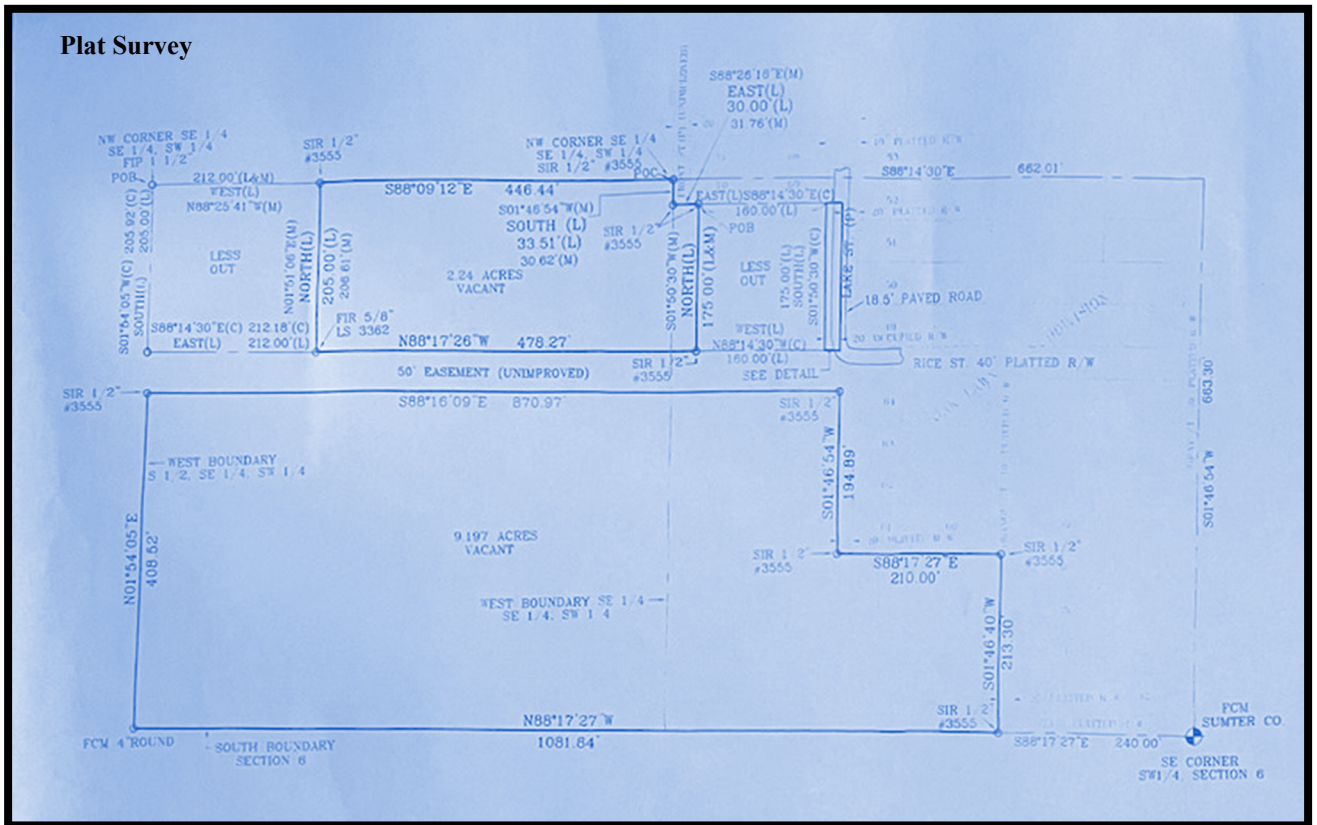 Plat Survey
S88°26'16"E(M)
EAST(L)
30.00'(L)
31.76'(M)
NW CORNER SE 1/4
SE 1/4, SW 1/4
FIP 1 1/2"
POB
SIR 1/2"
#3555
NW CORNER SE 1/4
SE 1/4, SW 1/4
SIR 1/2" #3555
POC
212.00'(L&M)
WEST(L)
N88°25'41"W(M)
S88°09'12"E 446.44'
S88°14'30"E 662.01'
EAST(L)S88°14'30"E(C)
160.00'(L)
POB
S01°46'54"W(M)
SOUTH (L)
33.51'(L)
30.62'(M)
SIR 1/2"
#3555
S01°54'05"W(C) 205.92'(C)
SOUTH(L) 205.00'(L)
LESS
OUT
N01°51'06"E(M)
NORTH(L)
205.00'(L)
206.61'(M)
2.24 ACRES
VACANT
S01°50'30"W(M)
NORTH(L)
175.00'(L&M)
LESS
OUT
175.00'(L)
SOUTH(L)
S01°50'30"W(C)
LAKE ST. (P)
18.5' PAVED ROAD
FIR 5/8"
LS 3362
S88°14'30"E(C) 212.18'(C)
EAST(L) 212.00'(L)
N88°17'26"W 478.27'
WEST(L)
N88°14'30"W(C)
160.00'(L)
SIR 1/2"
#3555
SEE DETAIL
RICE ST. 40' PLATTED R/W
50' EASEMENT (UNIMPROVED)
SIR 1/2"
#3555
S88°16'09"E 870.97'
SIR 1/2"
#3555
663.30'
S01°46'54"W
WEST BOUNDARY
S 1/2, SE 1/4, SW 1/4
N01°54'05"E
408.52'
S01°46'54"W
194.89'
9.197 ACRES
VACANT
SIR 1/2"
#3555
S88°17'27"E
210.00'
SIR 1/2"
#3555
WEST BOUNDARY SE 1/4
SE 1/4, SW 1 4
S01°46'40"W
213.30'
SIR 1/2"
#3555
FCM
SUMTER CO.
FCM 4"ROUND
SOUTH BOUNDARY
SECTION 6
N88°17'27"W
1081.84'
S88°17'27"E 240.00'
SE CORNER
SW1/4, SECTION 6